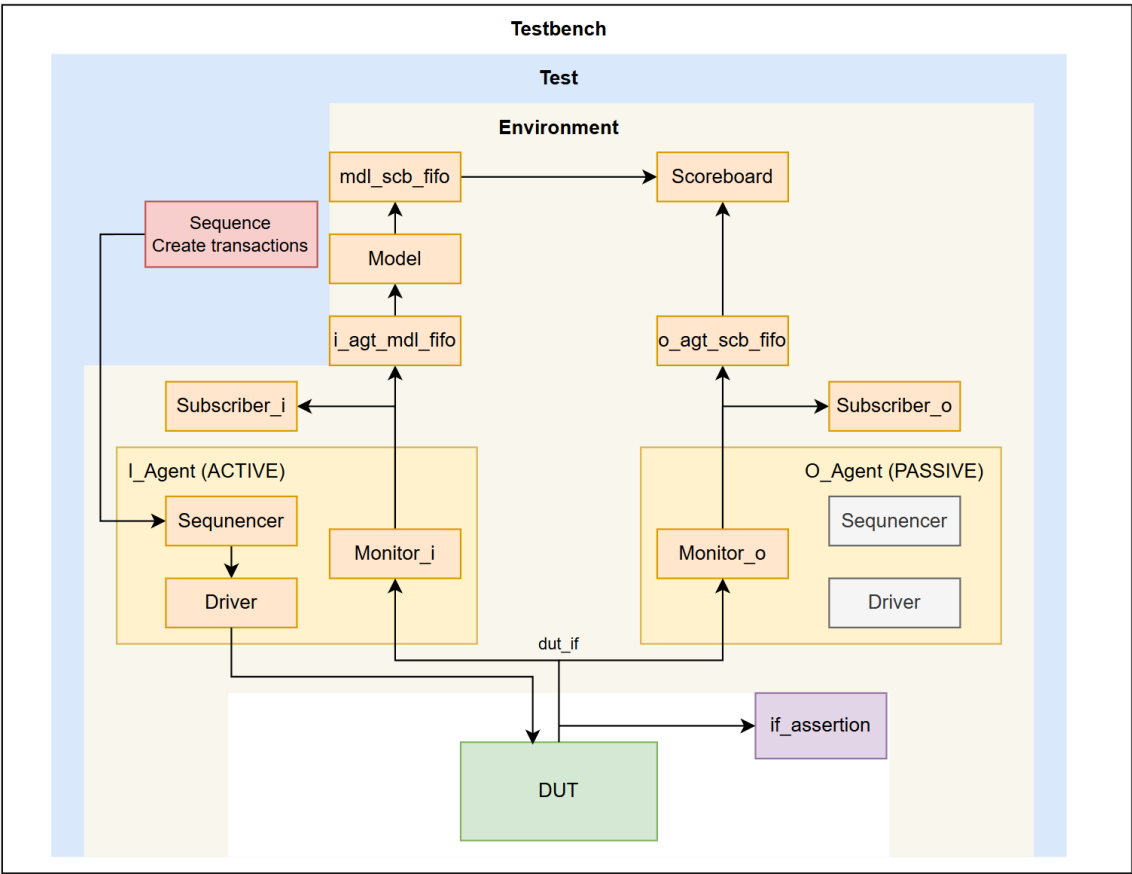 Testbench
Test
Environment
mdl_scb_fifo
Scoreboard
Sequence
Create transactions
Model
i_agt_mdl_fifo
o_agt_scb_fifo
Subscriber_i
Subscriber_o
I_Agent (ACTIVE)
O_Agent (PASSIVE)
Sequnencer
Sequnencer
Monitor_i
Monitor_o
Driver
Driver
dut_if
if_assertion
DUT